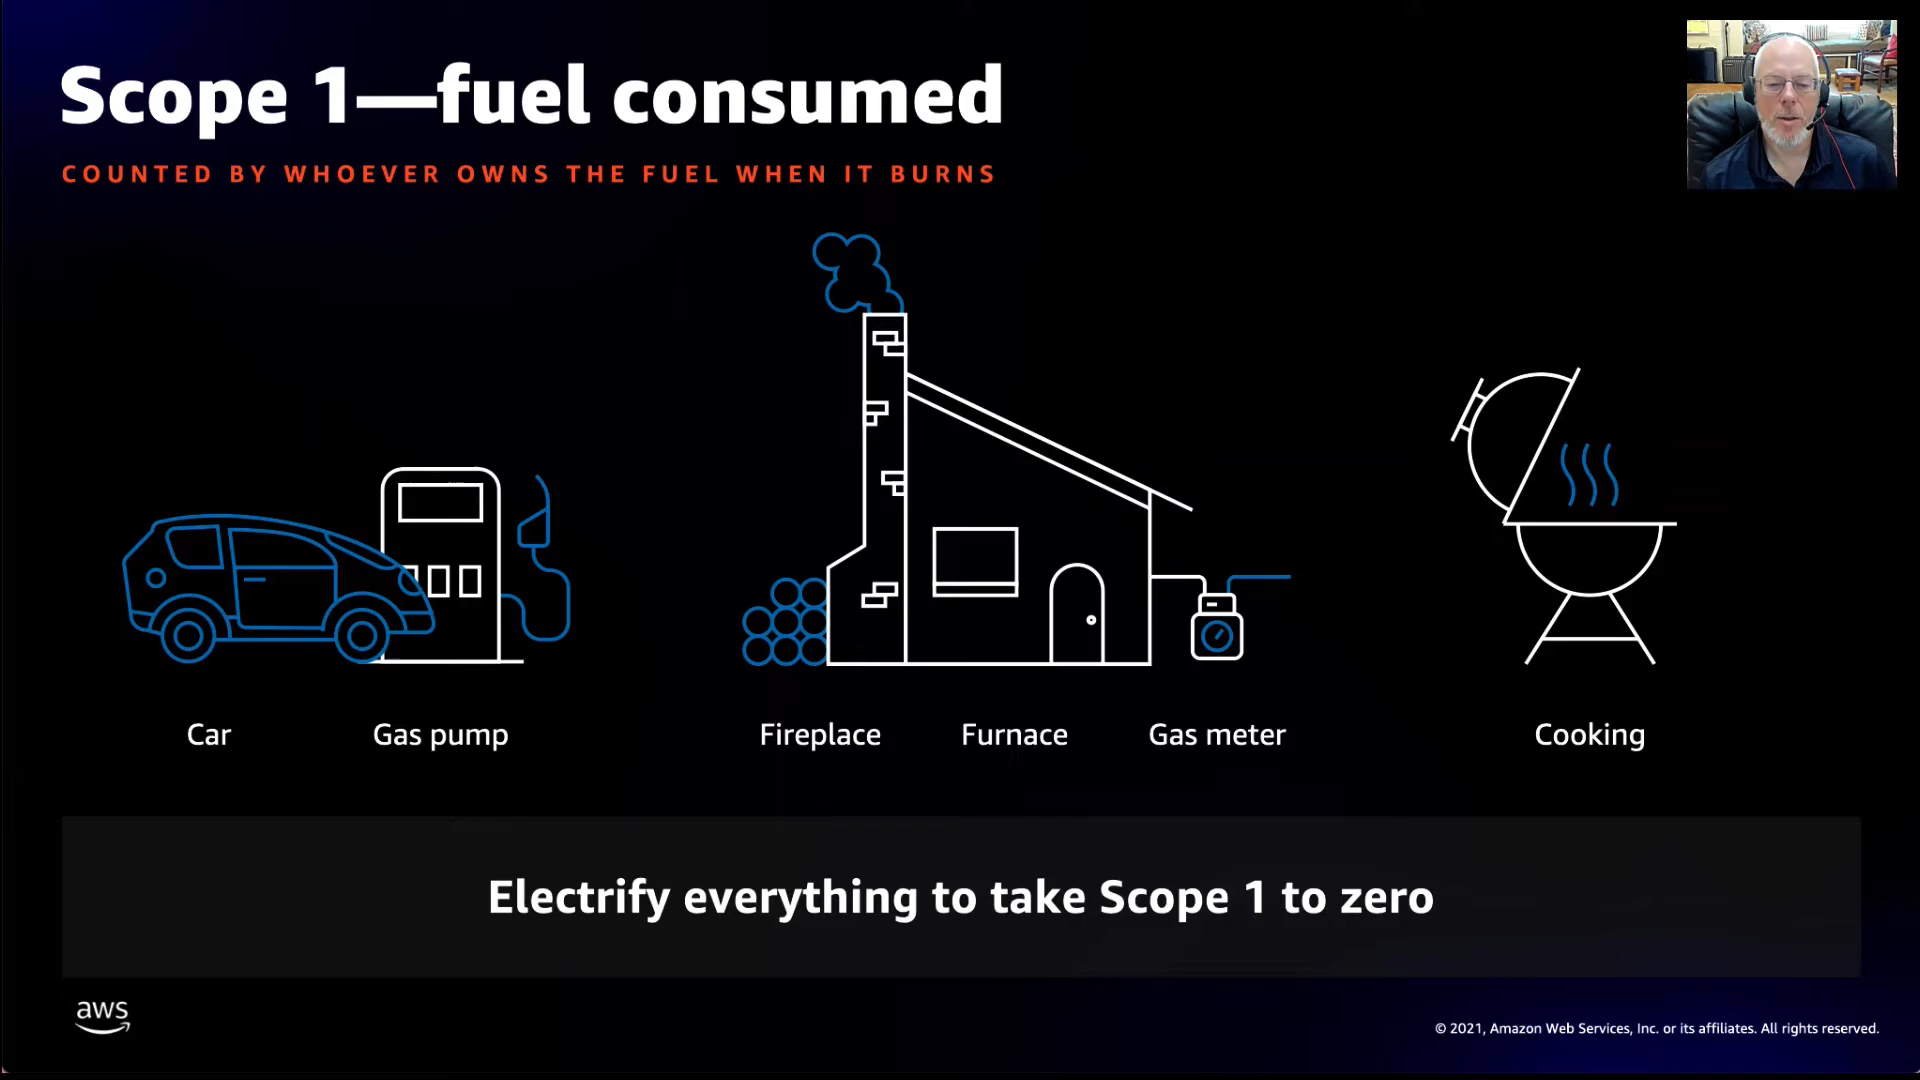 Scope 1—fuel consumed
COUNTED BY WHOEVER OWNS THE FUEL WHEN IT BURNS
Car
Gas pump
Fireplace
Furnace
Gas meter
Cooking
Electrify everything to take Scope 1 to zero
aws
© 2021, Amazon Web Services, Inc. or its affiliates. All rights reserved.